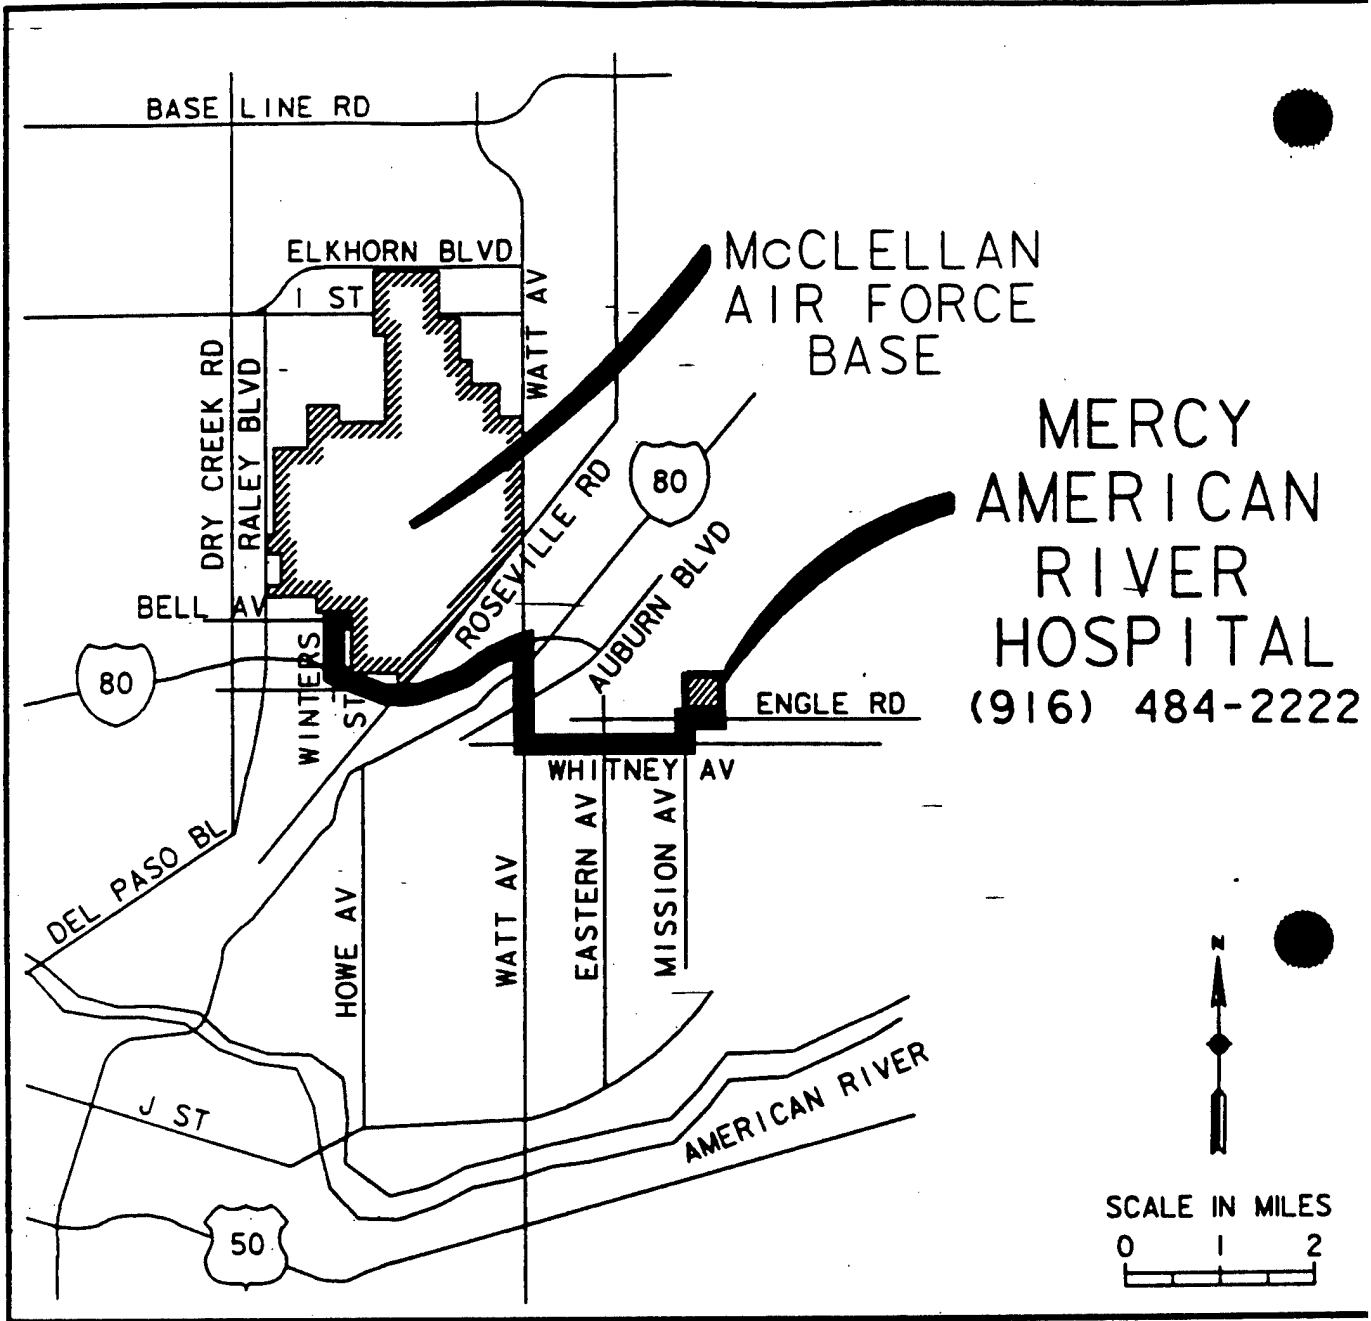 BASE LINE RD
ELKHORN BLVD
I ST
WATT AV
McCLELLAN
AIR FORCE
BASE
DRY CREEK RD
RALEY BLVD
ROSEVILLE RD
80
AUBURN BLVD
MERCY
AMERICAN
RIVER
HOSPITAL
(916) 484-2222
BELL AV
80
WINTERS
ST
ENGLE RD
WHITNEY AV
DEL PASO BL
HOWE AV
WATT AV
EASTERN AV
MISSION AV
J ST
AMERICAN RIVER
50
N
SCALE IN MILES
0 1 2